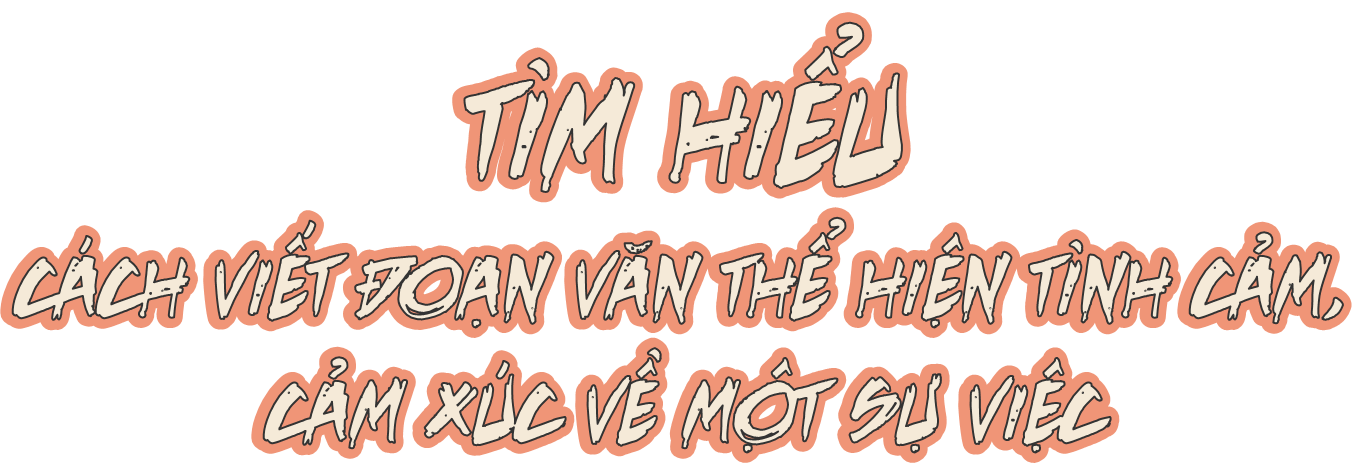 TÌM HIỂU
CÁCH VIẾT ĐOẠN VĂN THỂ HIỆN TÌNH CẢM,
CẢM XÚC VỀ MỘT SỰ VIỆC